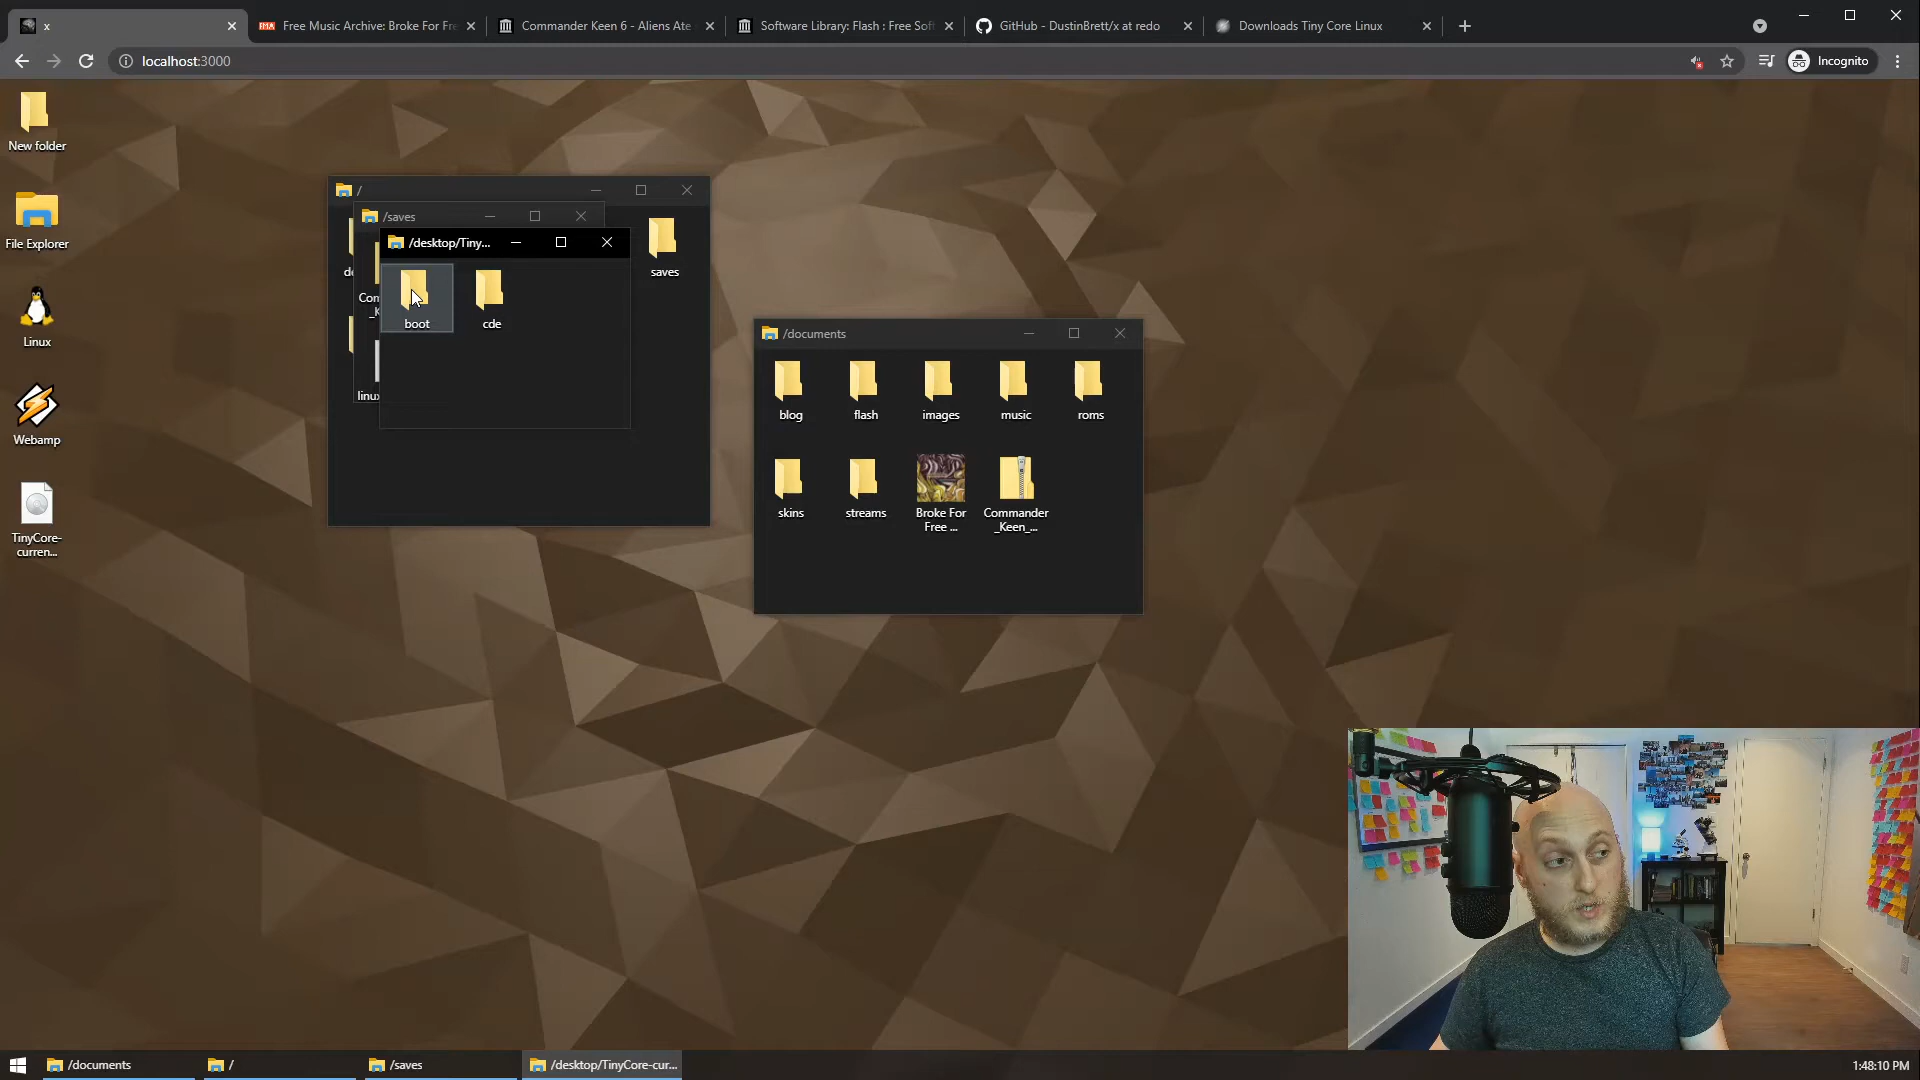 x
FMA
Free Music Archive: Broke For Fre
Commander Keen 6 - Aliens Ate
Software Library: Flash : Free Soft
GitHub - DustinBrett/x at redo
Downloads Tiny Core Linux
localhost:3000
Incognito
New folder
File Explorer
Linux
Webamp
TinyCore-
curren...
/
/saves
/desktop/Tiny...
boot
cde
saves
/documents
blog
flash
images
music
roms
skins
streams
Broke For
Free ...
Commander
_Keen_...
/documents
/
/saves
/desktop/TinyCore-cur...
1:48:10 PM